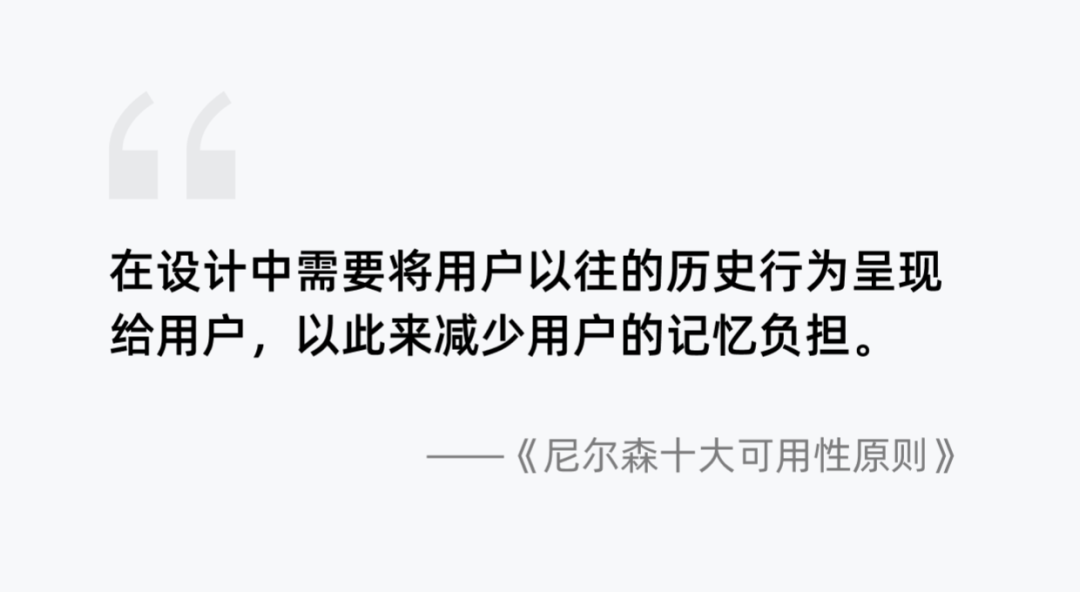 在设计中需要将用户以往的历史行为呈现
给用户，以此来减少用户的记忆负担。
——《尼尔森十大可用性原则》